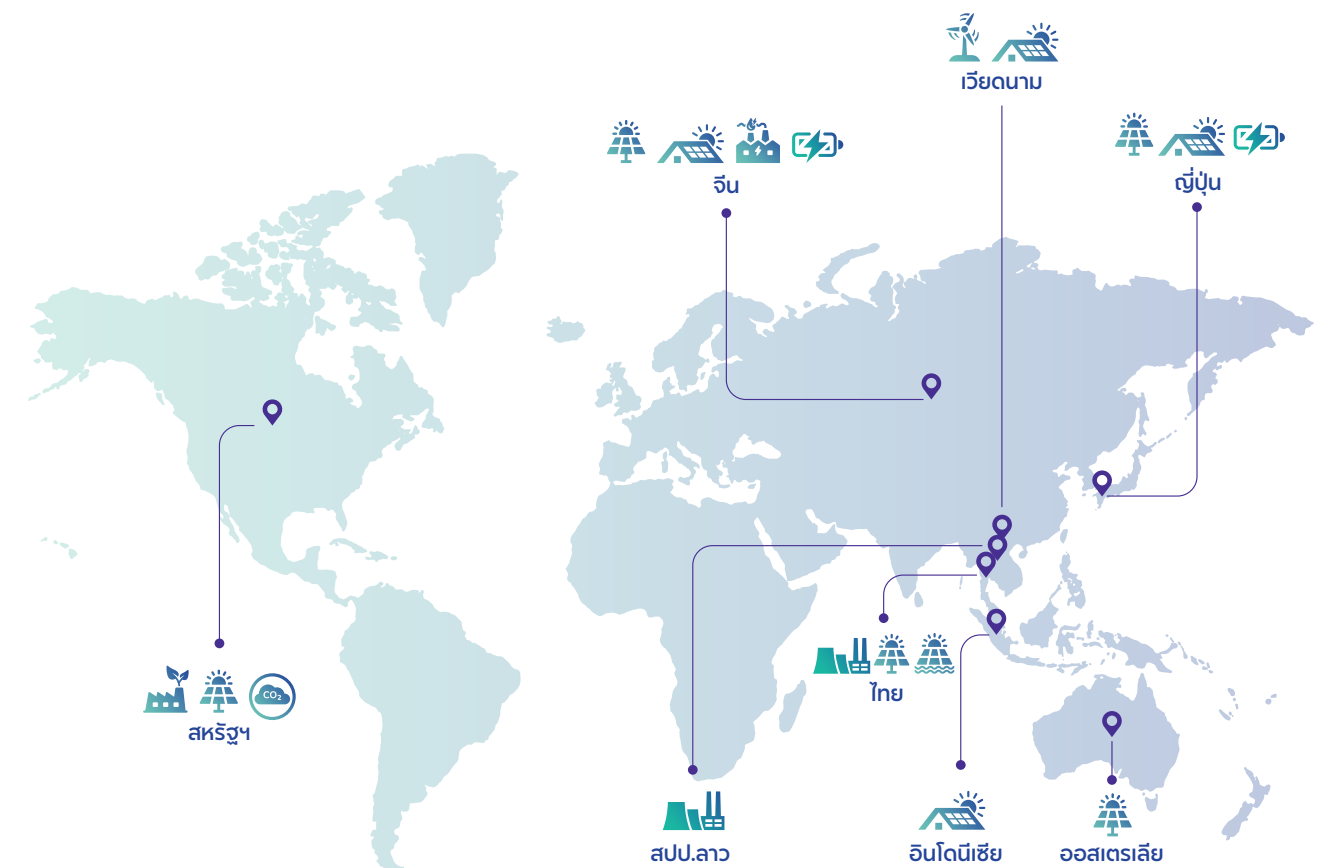 เวียดนาม
จีน
ญี่ปุ่น
CO₂
สหรัฐฯ
ไทย
สปป.ลาว
อินโดนีเซีย
ออสเตรเลีย